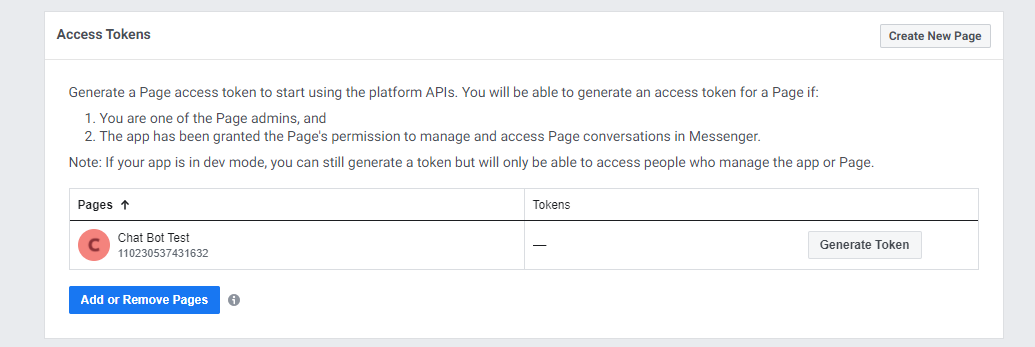 Access Tokens
Create New Page
Generate a Page access token to start using the platform APIs. You will be able to generate an access token for a Page if:
1. You are one of the Page admins, and
2. The app has been granted the Page's permission to manage and access Page conversations in Messenger.
Note: If your app is in dev mode, you can still generate a token but will only be able to access people who manage the app or Page.
Pages ↑
Tokens
C
Chat Bot Test
110230537431632
—
Generate Token
Add or Remove Pages